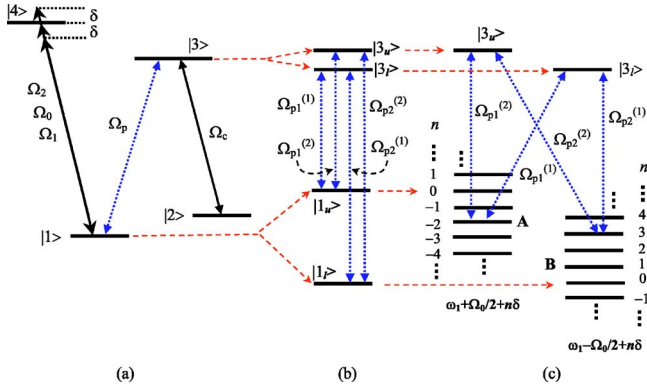 |4>
δ
δ
Ω₂
Ω₀
Ω₁
Ωₚ
|3>
Ω_c
|2>
|1>
(a)
|3ᵤ>
|3ₗ>
Ωp1⁽¹⁾
Ωp2⁽²⁾
Ωp1⁽²⁾
Ωp2⁽¹⁾
|1ᵤ>
|1ₗ>
(b)
|3ᵤ>
|3ₗ>
Ωp1⁽²⁾
Ωp2⁽¹⁾
Ωp2⁽²⁾
Ωp1⁽¹⁾
n
1
0
−1
−2
−3
−4
A
ω₁+Ω₀/2+nδ
n
4
3
2
1
0
−1
B
ω₁−Ω₀/2+nδ
(c)